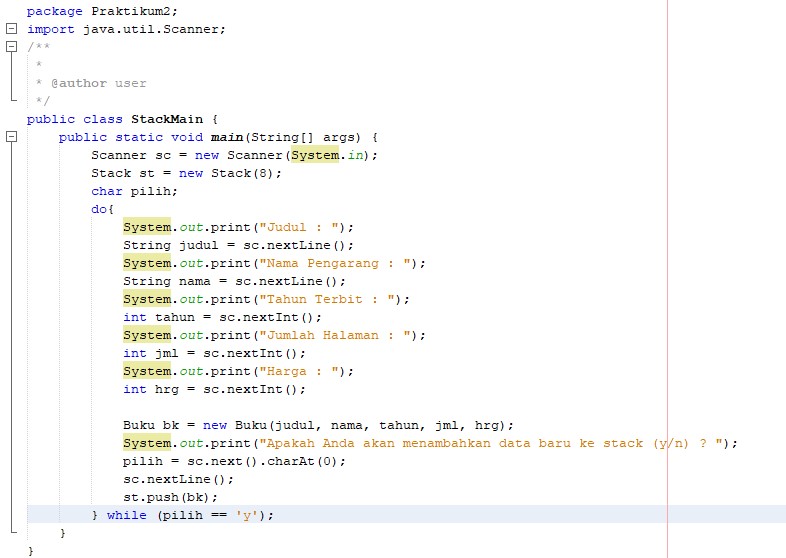 package Praktikum2;
import java.util.Scanner;
/**
 *
 * @author user
 */
public class StackMain {
    public static void main(String[] args) {
        Scanner sc = new Scanner(System.in);
        Stack st = new Stack(8);
        char pilih;
        do{
            System.out.print("Judul : ");
            String judul = sc.nextLine();
            System.out.print("Nama Pengarang : ");
            String nama = sc.nextLine();
            System.out.print("Tahun Terbit : ");
            int tahun = sc.nextInt();
            System.out.print("Jumlah Halaman : ");
            int jml = sc.nextInt();
            System.out.print("Harga : ");
            int hrg = sc.nextInt();

            Buku bk = new Buku(judul, nama, tahun, jml, hrg);
            System.out.print("Apakah Anda akan menambahkan data baru ke stack (y/n) ? ");
            pilih = sc.next().charAt(0);
            sc.nextLine();
            st.push(bk);
        } while (pilih == 'y');
    }
}